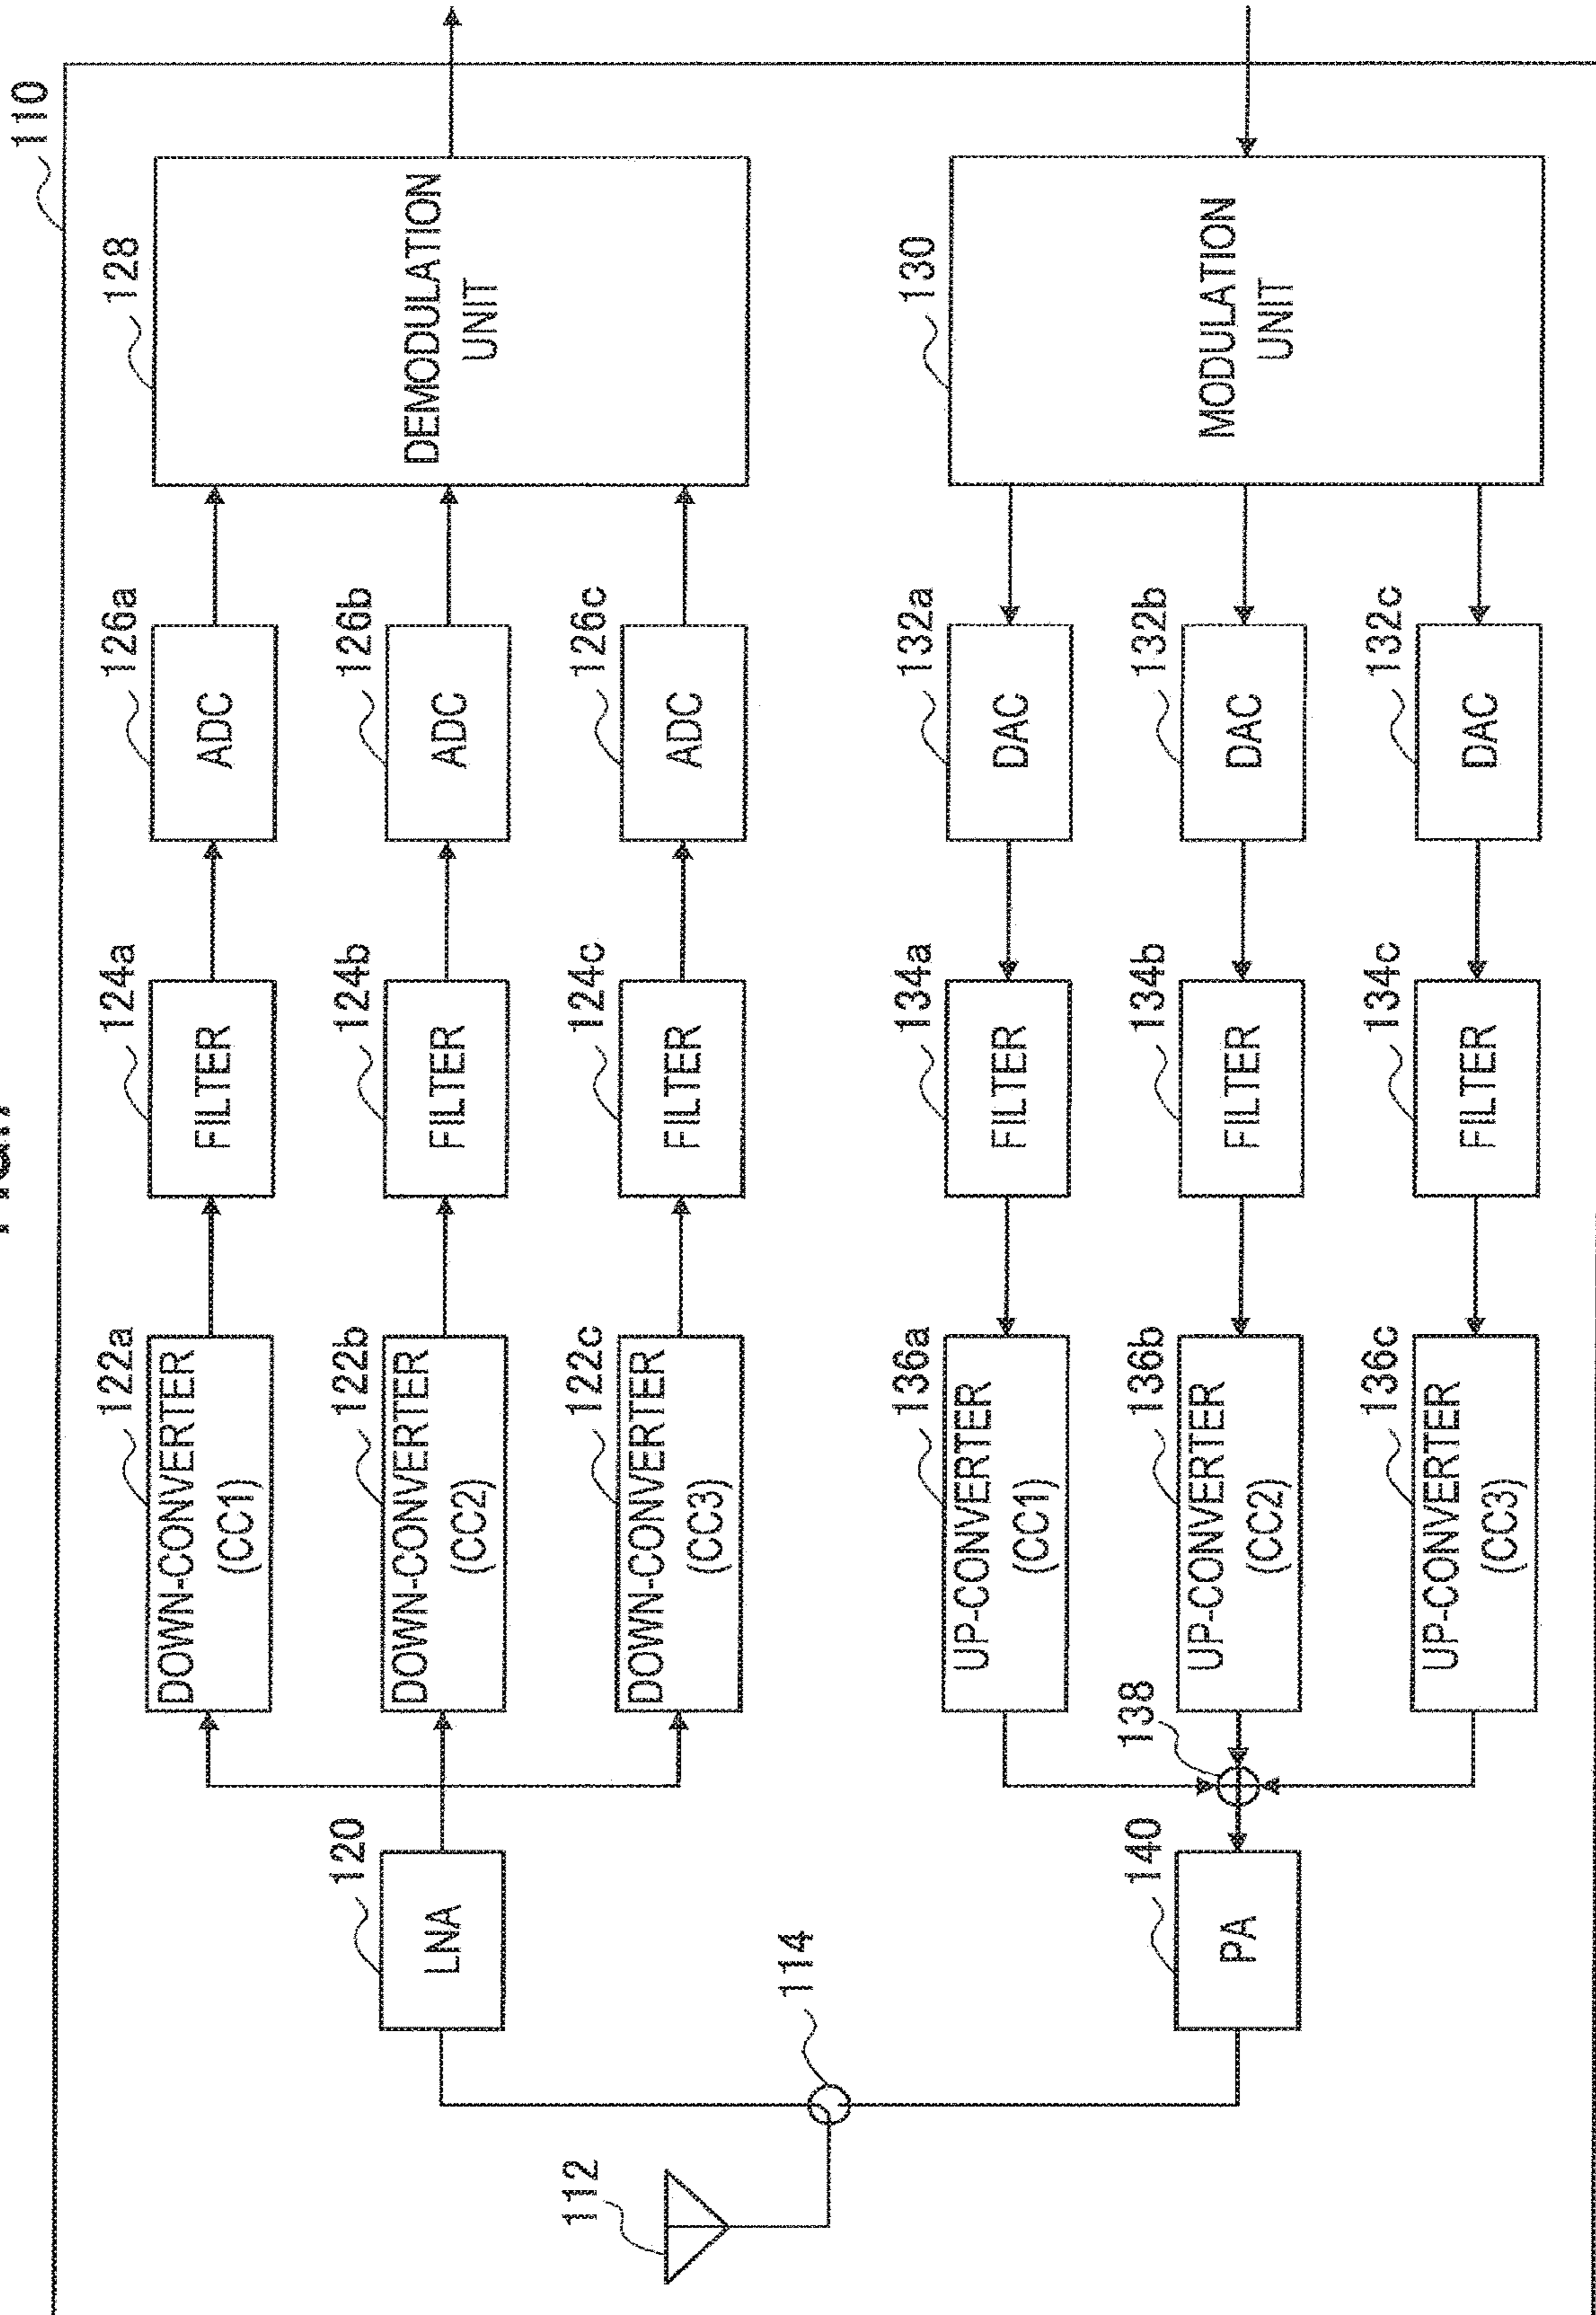 110
112
114
120
LNA
122a
DOWN-CONVERTER
(CC1)
124a
FILTER
126a
ADC
122b
DOWN-CONVERTER
(CC2)
124b
FILTER
126b
ADC
122c
DOWN-CONVERTER
(CC3)
124c
FILTER
126c
ADC
128
DEMODULATION
UNIT
140
PA
138
136a
UP-CONVERTER
(CC1)
134a
FILTER
132a
DAC
136b
UP-CONVERTER
(CC2)
134b
FILTER
132b
DAC
136c
UP-CONVERTER
(CC3)
134c
FILTER
132c
DAC
130
MODULATION
UNIT